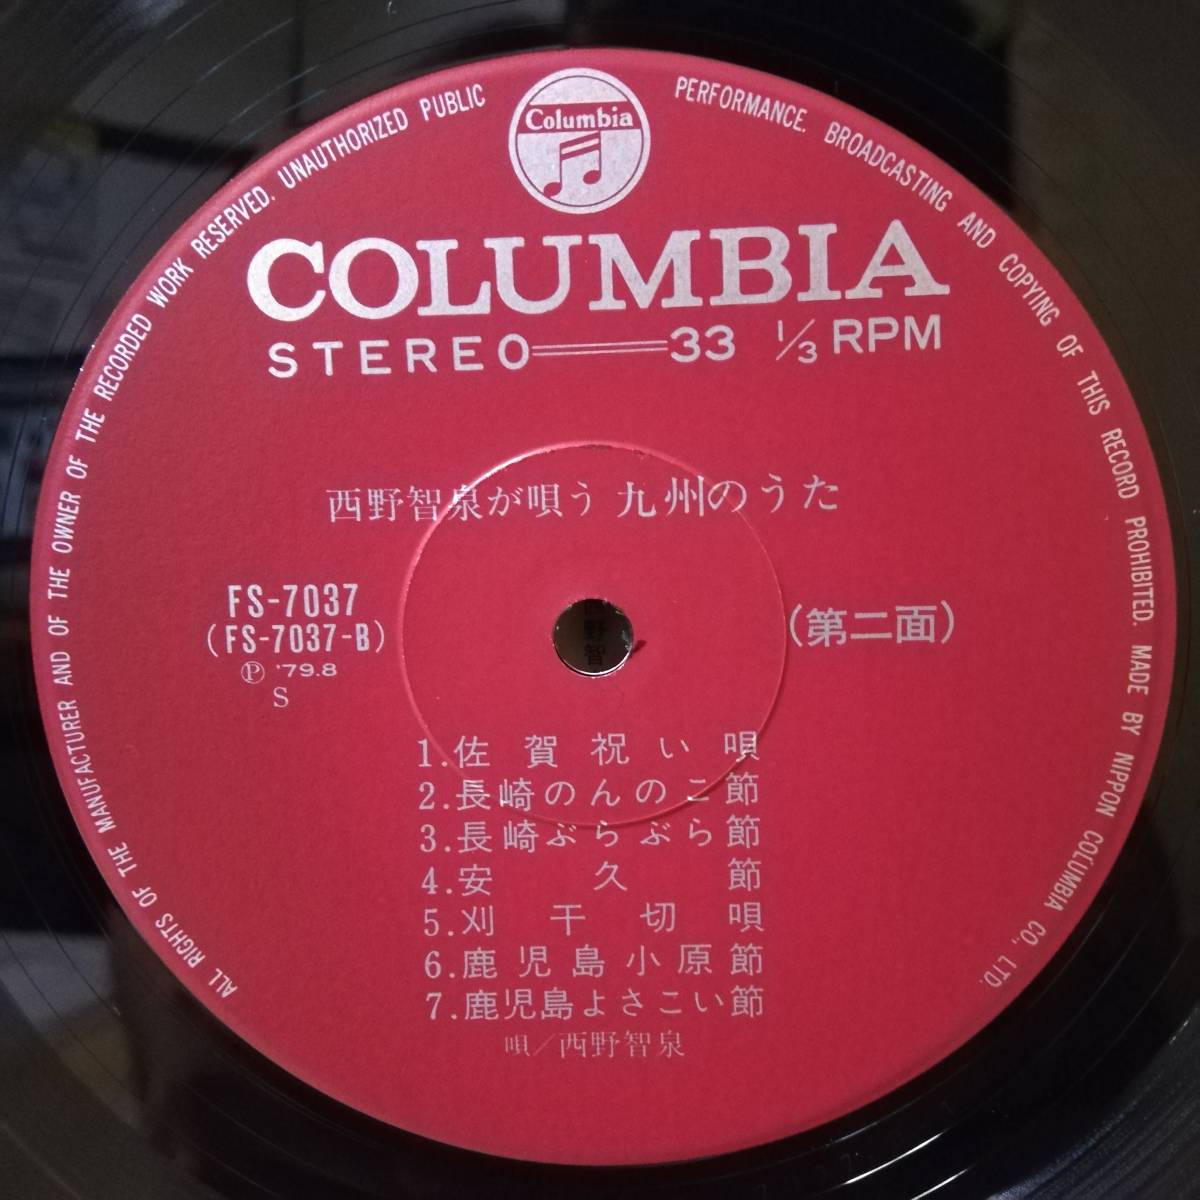 Columbia
ALL RIGHTS OF THE MANUFACTURER AND OF THE OWNER OF THE RECORDED WORK RESERVED. UNAUTHORIZED PUBLIC PERFORMANCE. BROADCASTING AND COPYING OF THIS RECORD PROHIBITED. MADE BY NIPPON COLUMBIA CO., LTD.
COLUMBIA
STEREO 33 1/3 RPM
西野智泉が唄う 九州のうた
FS-7037
(FS-7037-B)
Ⓟ '79.8
S
(第二面)
野智
1.佐賀祝い唄
2.長崎のんのこ節
3.長崎ぶらぶら節
4.安久節
5.刈干切唄
6.鹿児島小原節
7.鹿児島よさこい節
唄/西野智泉